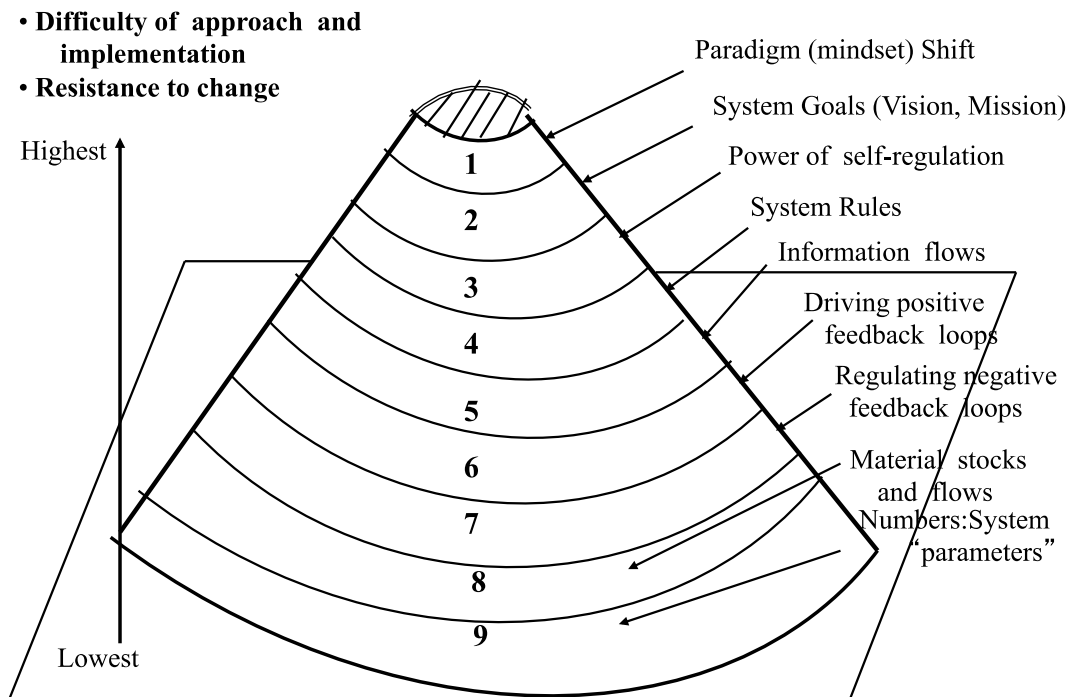 • Difficulty of approach and
implementation
• Resistance to change
Highest
Lowest
1
2
3
4
5
6
7
8
9
Paradigm (mindset) Shift
System Goals (Vision, Mission)
Power of self-regulation
System Rules
Information flows
Driving positive
feedback loops
Regulating negative
feedback loops
Material stocks
and flows
Numbers:System
“parameters”